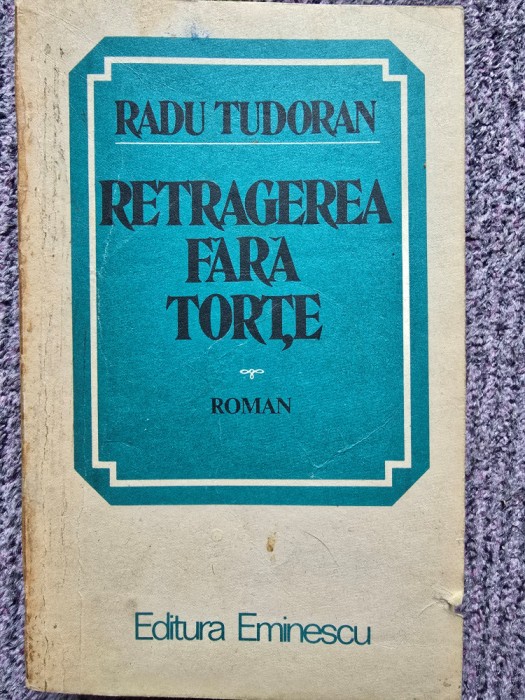 RADU TUDORAN
RETRAGEREA
FARA
TORȚE
ROMAN
Editura Eminescu